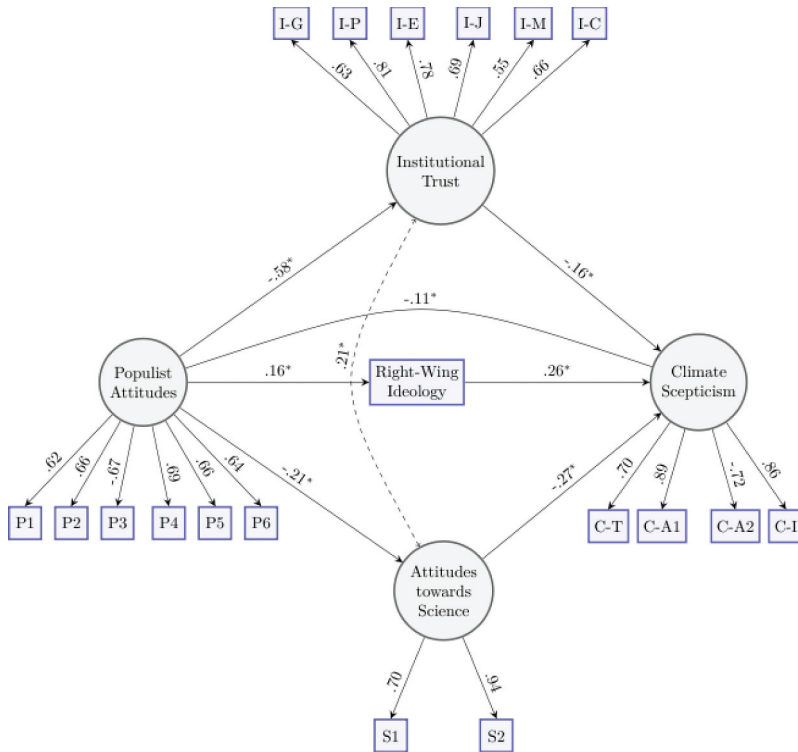 I-G I-P I-E I-J I-M I-C
.63 .81 .78 .69 .55 .66
Institutional
Trust
-.58* -.16*
-.11*
.21*
Populist
Attitudes
.16*
Right-Wing
Ideology
.26*
Climate
Scepticism
.62 .66 -.67 .69 .66 .64
-.21* -.27*
.70 .89 -.72 .86
P1 P2 P3 P4 P5 P6
C-T C-A1 C-A2 C-I
Attitudes
towards
Science
.70 .94
S1 S2